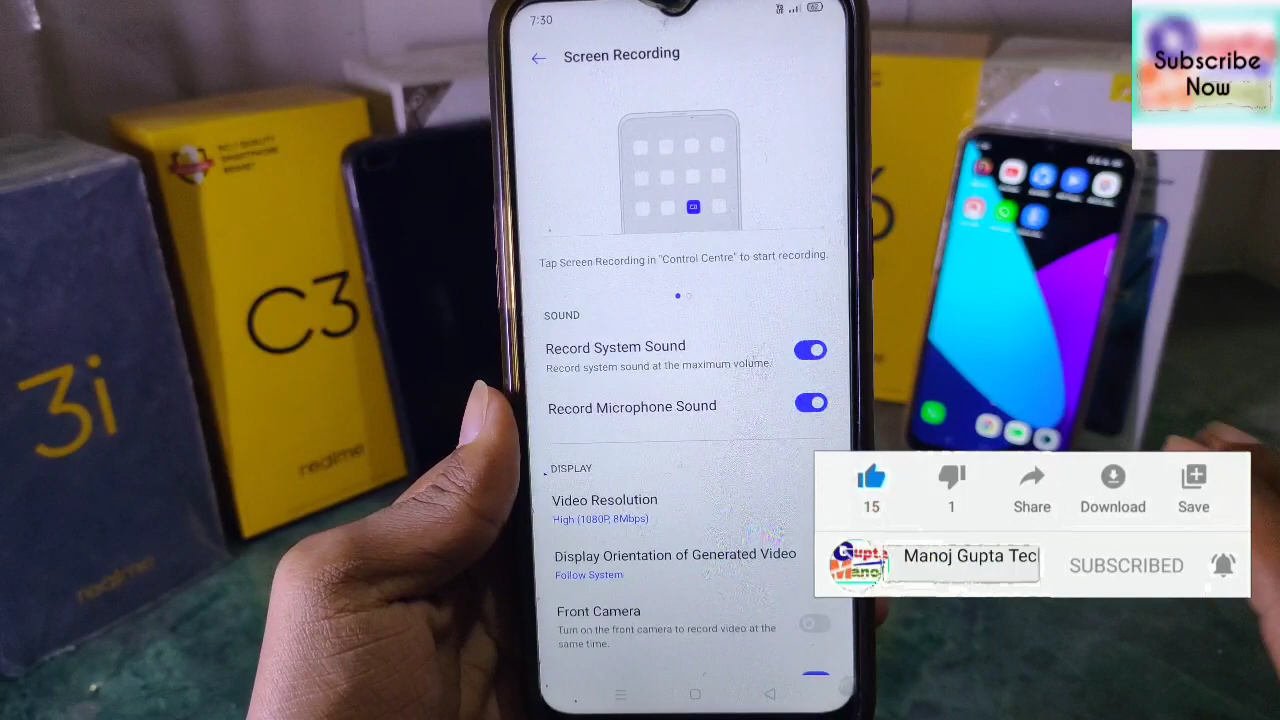 7:30
Screen Recording
Tap Screen Recording in "Control Centre" to start recording.
SOUND
Record System Sound
Record system sound at the maximum volume.
Record Microphone Sound
DISPLAY
Video Resolution
High (1080P, 8Mbps)
Display Orientation of Generated Video
Follow System
Front Camera
Turn on the front camera to record video at the
same time.
3i
realme
C3
realme
6
Subscribe
Now
15
1
Share
Download
Save
Gupta
Manoj
Manoj Gupta Tec
SUBSCRIBED